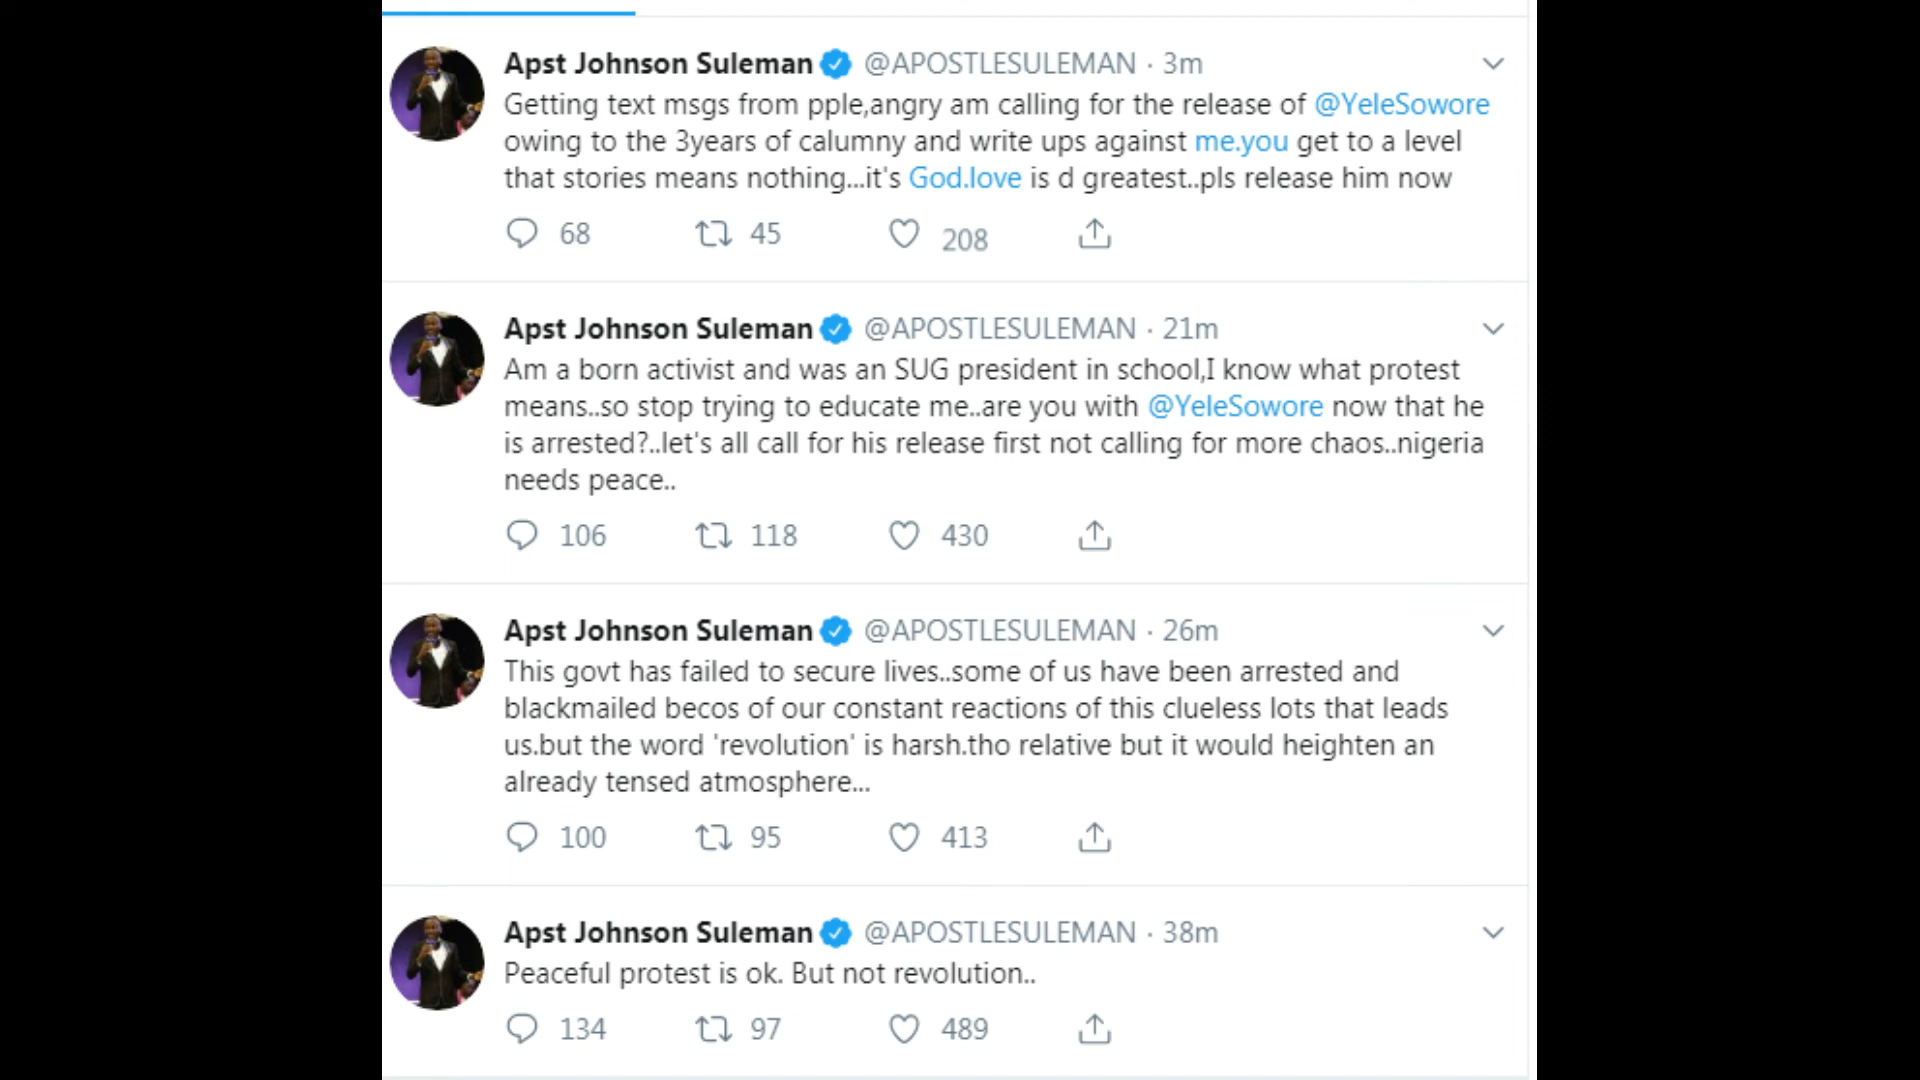 Apst Johnson Suleman @APOSTLESULEMAN · 3m
Getting text msgs from pple,angry am calling for the release of @YeleSowore
owing to the 3years of calumny and write ups against me.you get to a level
that stories means nothing...it's God.love is d greatest..pls release him now
68 45 208
Apst Johnson Suleman @APOSTLESULEMAN · 21m
Am a born activist and was an SUG president in school,I know what protest
means..so stop trying to educate me..are you with @YeleSowore now that he
is arrested?..let's all call for his release first not calling for more chaos..nigeria
needs peace..
106 118 430
Apst Johnson Suleman @APOSTLESULEMAN · 26m
This govt has failed to secure lives..some of us have been arrested and
blackmailed becos of our constant reactions of this clueless lots that leads
us.but the word 'revolution' is harsh.tho relative but it would heighten an
already tensed atmosphere...
100 95 413
Apst Johnson Suleman @APOSTLESULEMAN · 38m
Peaceful protest is ok. But not revolution..
134 97 489